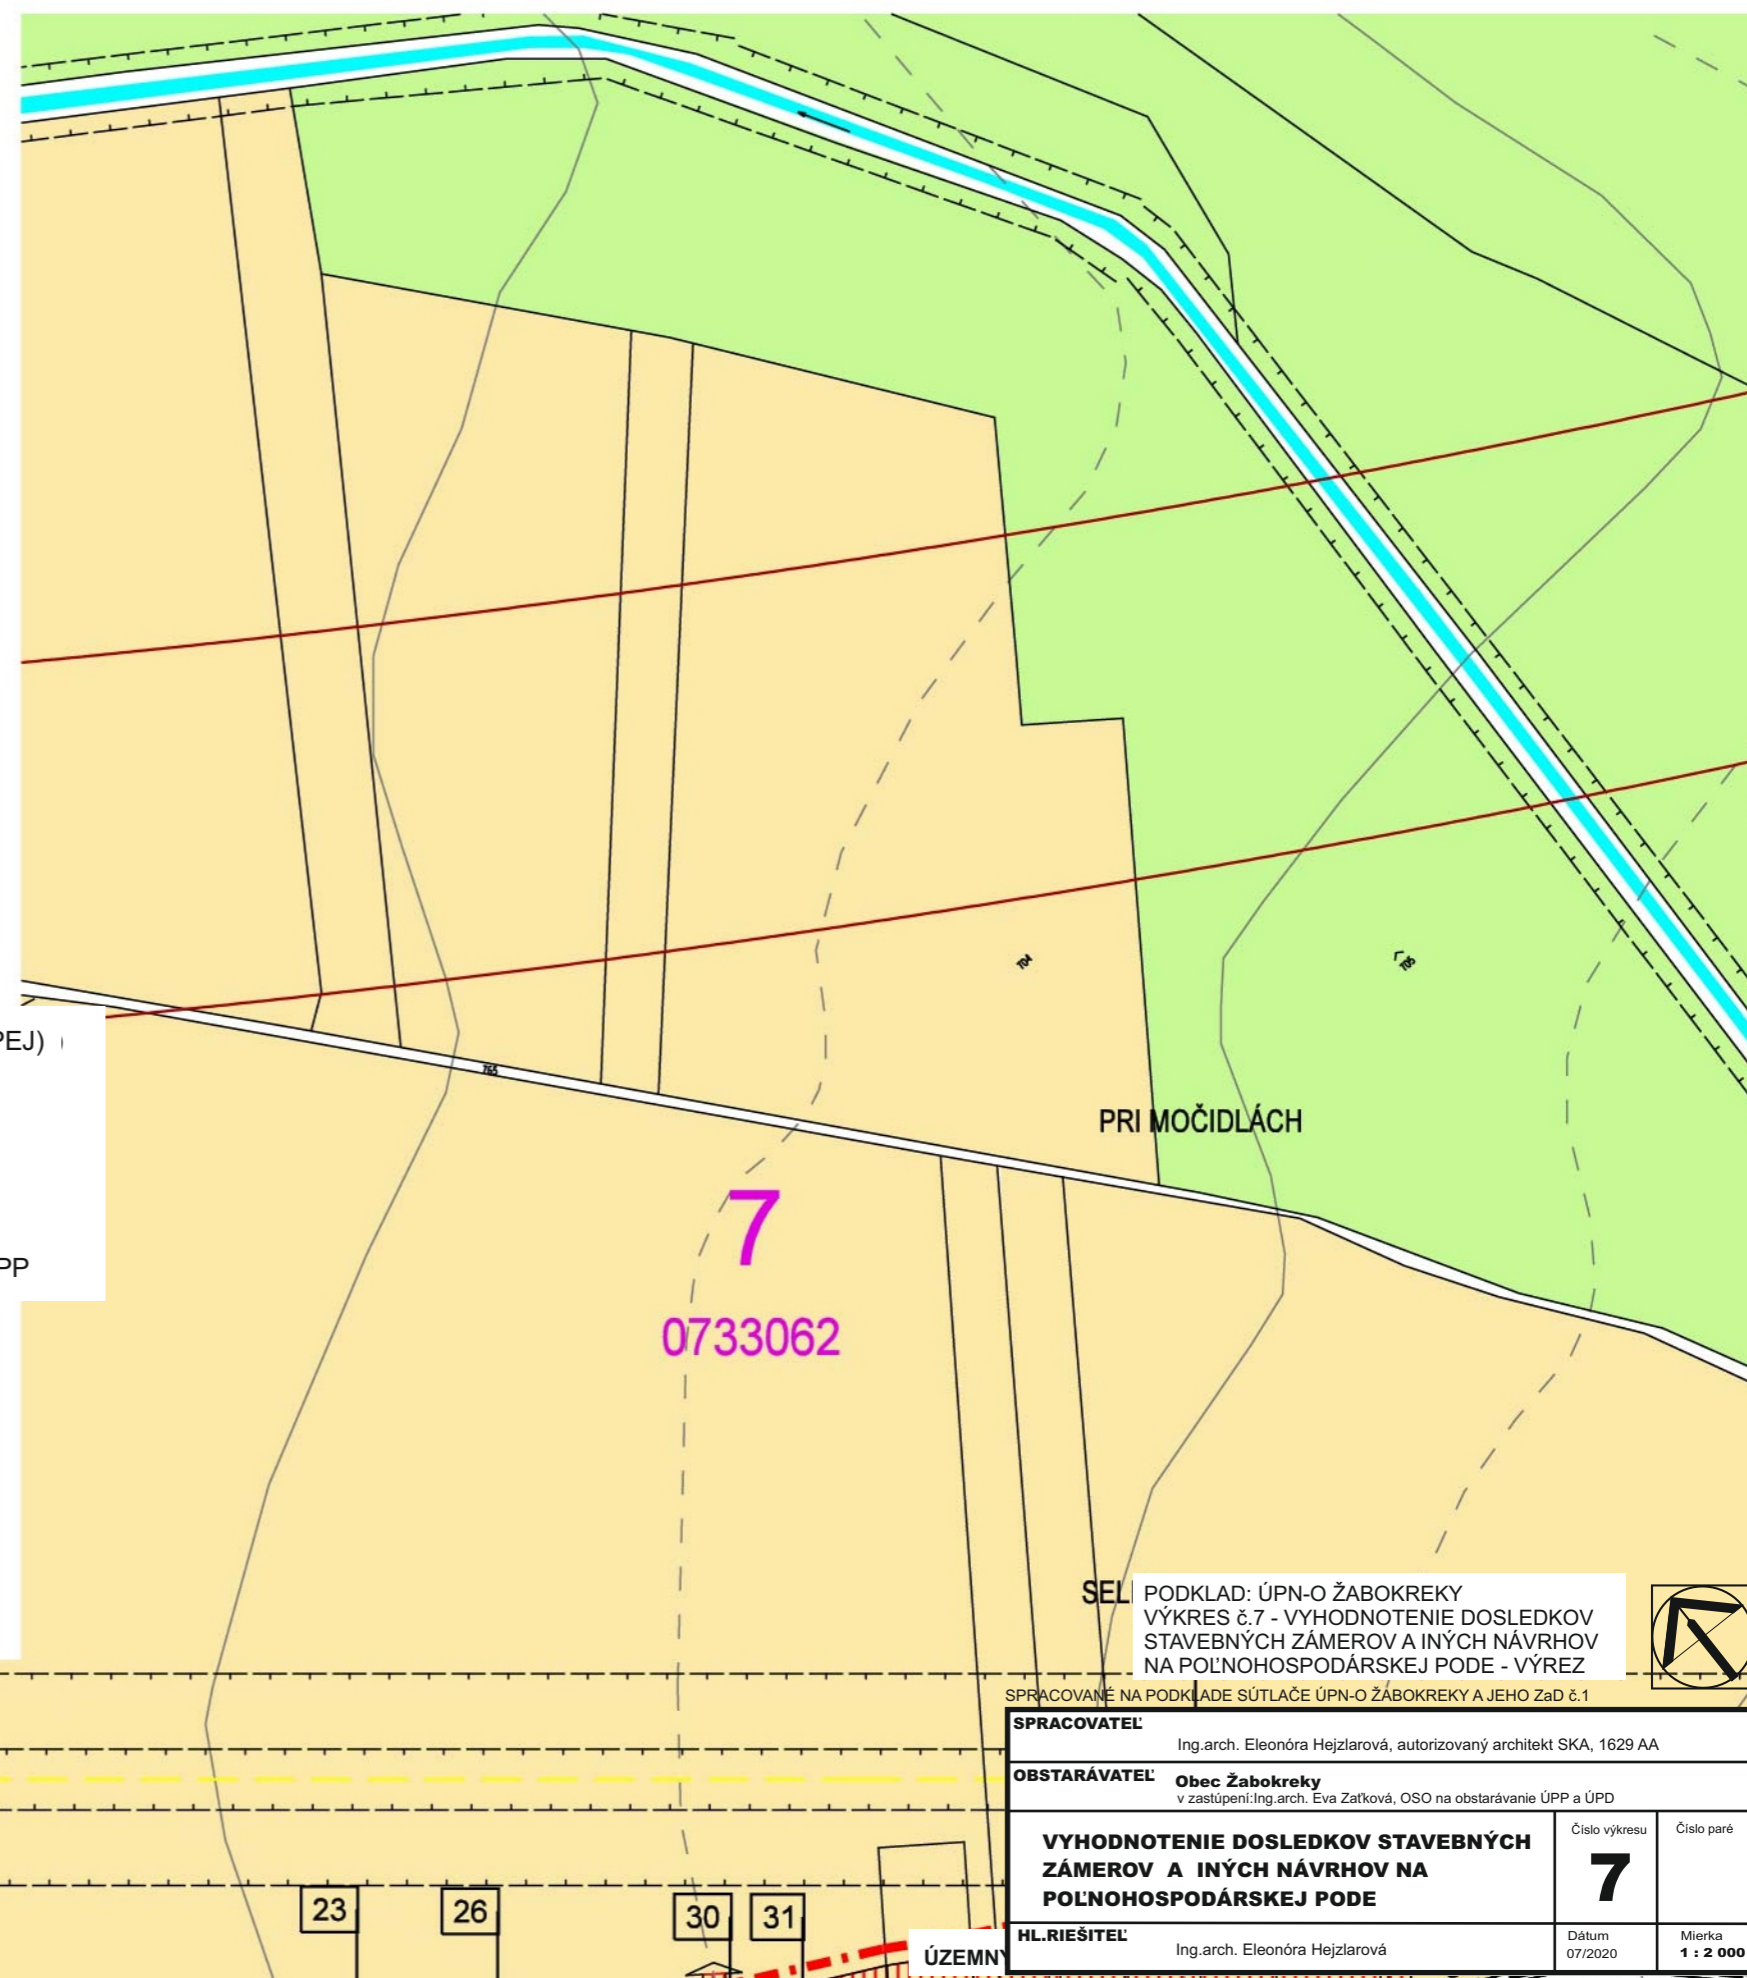 704
705
PEJ)
765
PRI MOČIDLÁCH
7
PP
0733062
SEL
PODKLAD: ÚPN-O ŽABOKREKY
VÝKRES č.7 - VYHODNOTENIE DOSLEDKOV
STAVEBNÝCH ZÁMEROV A INÝCH NÁVRHOV
NA POĽNOHOSPODÁRSKEJ PODE - VÝREZ
SPRACOVANÉ NA PODKLADE SÚTLAČE ÚPN-O ŽABOKREKY A JEHO ZaD č.1
SPRACOVATEĽ
Ing.arch. Eleonóra Hejzlarová, autorizovaný architekt SKA, 1629 AA
OBSTARÁVATEĽ Obec Žabokreky
v zastúpení:Ing.arch. Eva Zaťková, OSO na obstarávanie ÚPP a ÚPD
VYHODNOTENIE DOSLEDKOV STAVEBNÝCH
ZÁMEROV A INÝCH NÁVRHOV NA
POĽNOHOSPODÁRSKEJ PODE
Číslo výkresu
7
Číslo paré
HL.RIEŠITEĽ
Ing.arch. Eleonóra Hejzlarová
Dátum
07/2020
Mierka
1 : 2 000
23
26
30
31
ÚZEMNÝ